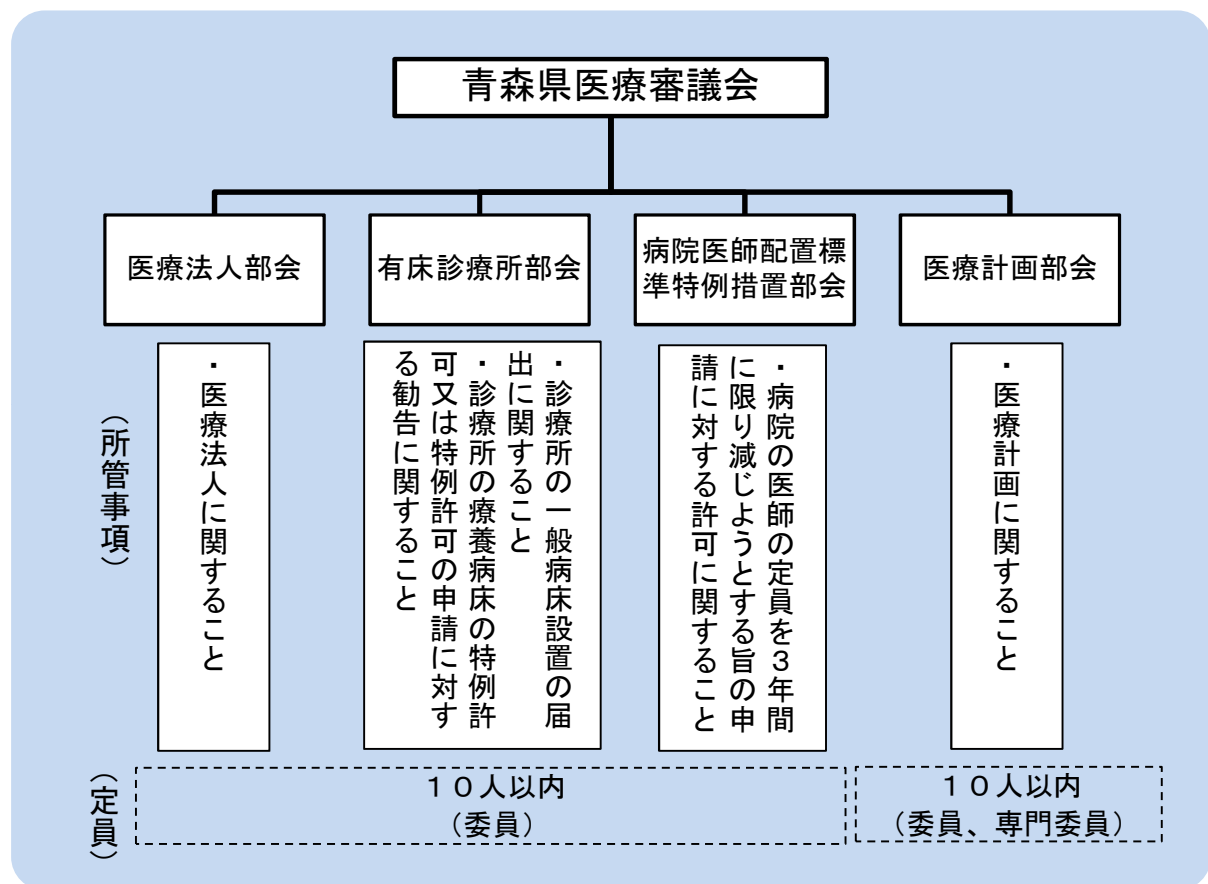 青森県医療審議会
医療法人部会
有床診療所部会
病院医師配置標
準特例措置部会
医療計画部会
（所管事項）
・医療法人に関すること
・診療所の一般病床設置の届
出に関すること
・診療所の療養病床の特例許
可又は特例許可の申請に対す
る勧告に関すること
・病院の医師の定員を３年間
に限り減じようとする旨の申
請に対する許可に関すること
・医療計画に関すること
（定員）
１０人以内
（委員）
１０人以内
（委員、専門委員）